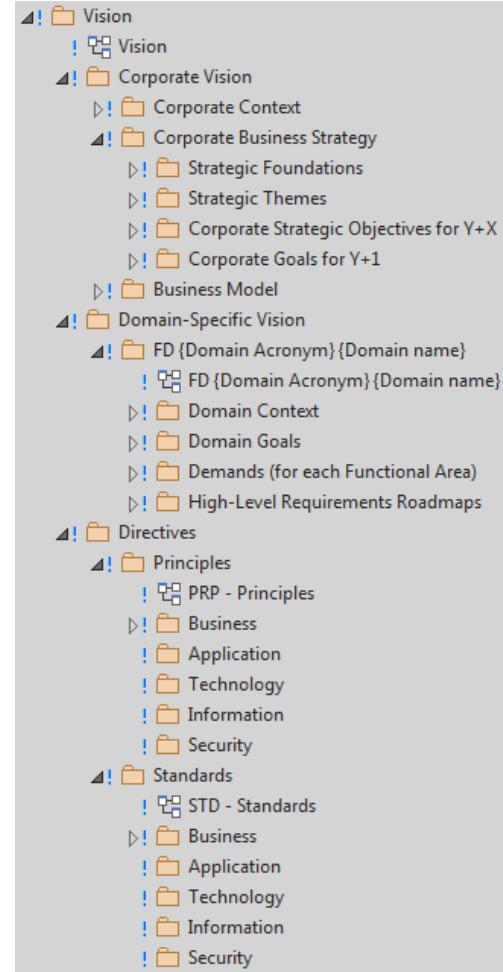 Vision
Vision
Corporate Vision
Corporate Context
Corporate Business Strategy
Strategic Foundations
Strategic Themes
Corporate Strategic Objectives for Y+X
Corporate Goals for Y+1
Business Model
Domain-Specific Vision
FD {Domain Acronym} {Domain name}
FD {Domain Acronym} {Domain name}
Domain Context
Domain Goals
Demands (for each Functional Area)
High-Level Requirements Roadmaps
Directives
Principles
PRP - Principles
Business
Application
Technology
Information
Security
Standards
STD - Standards
Business
Application
Technology
Information
Security